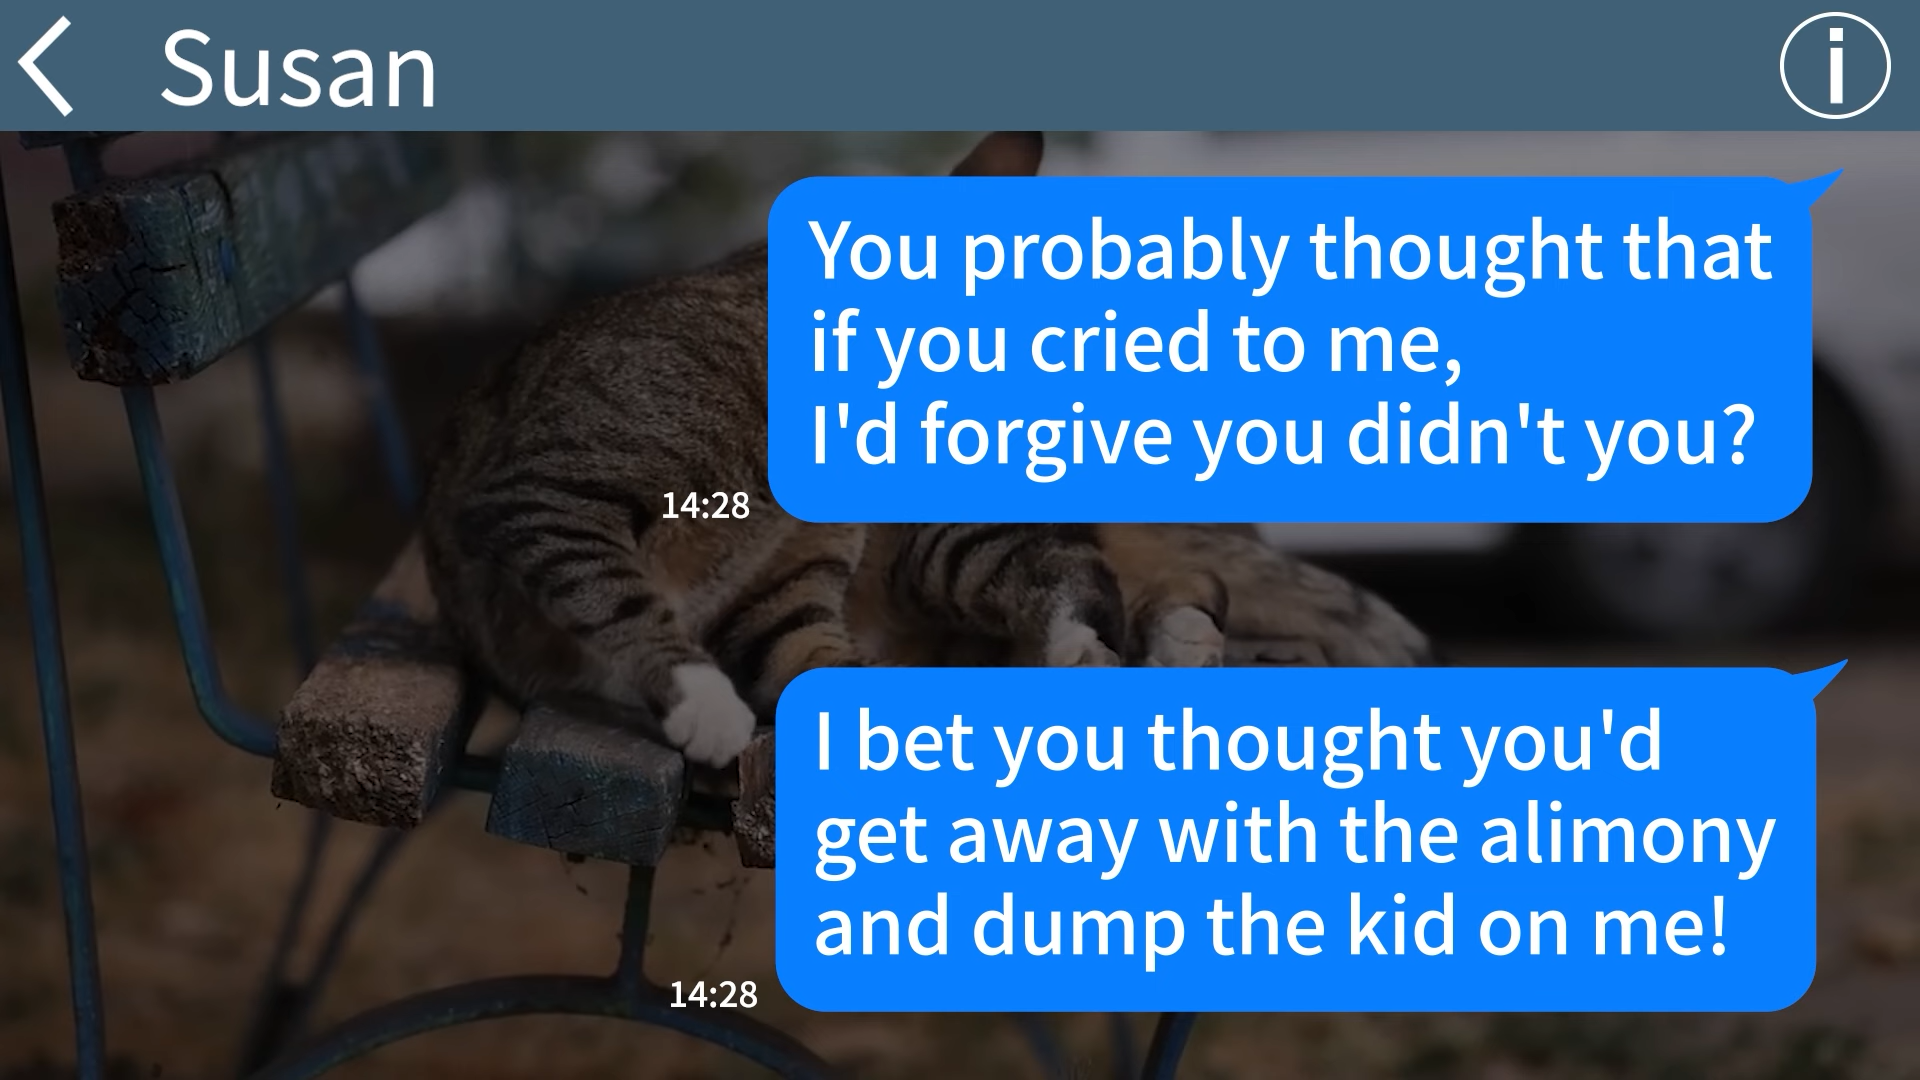 Susan
i
You probably thought that
if you cried to me,
I'd forgive you didn't you?
14:28
I bet you thought you'd
get away with the alimony
and dump the kid on me!
14:28